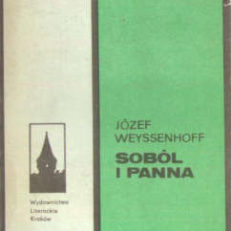 JÓZEF
WEYSSENHOFF
SOBÓL
I PANNA
Wydawnictwo
Literackie
Kraków